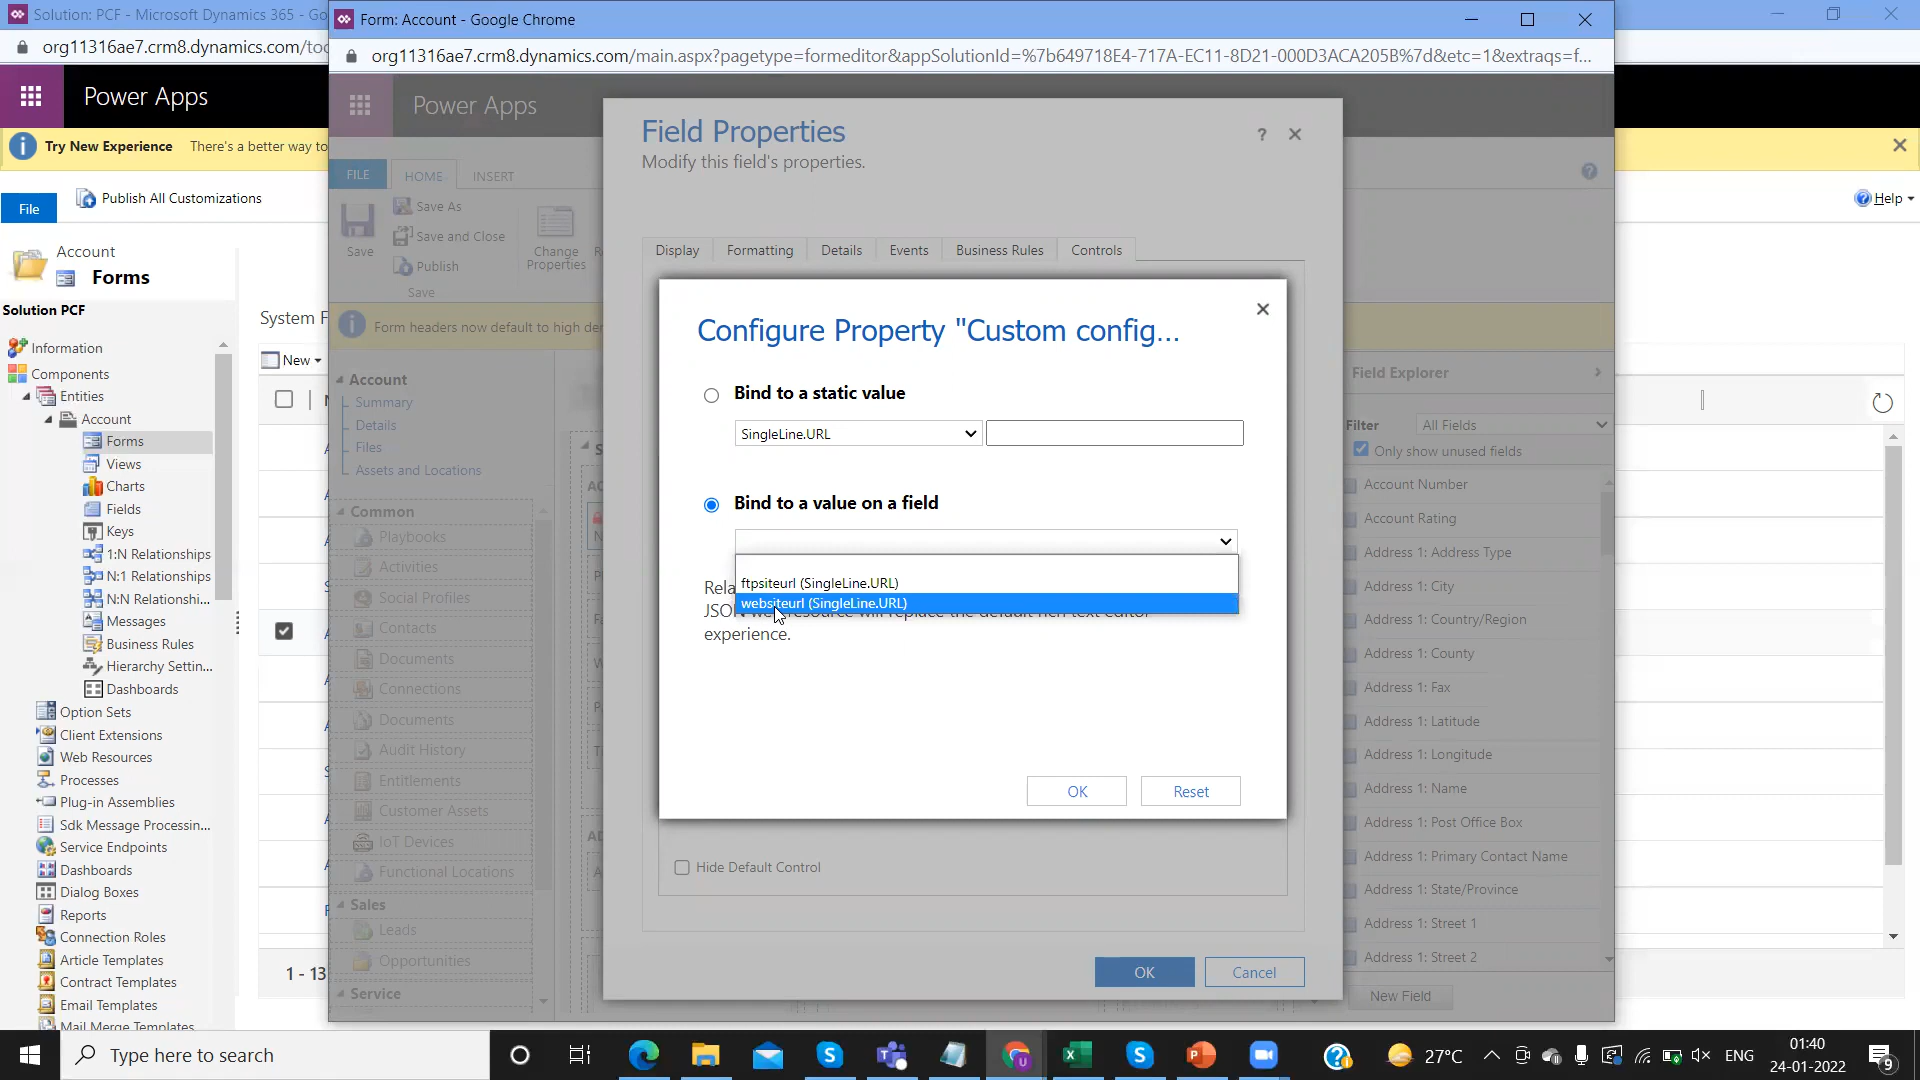 Solution: PCF - Microsoft Dynamics 365 - Go
Form: Account - Google Chrome
org11316ae7.crm8.dynamics.com/too
org11316ae7.crm8.dynamics.com/main.aspx?pagetype=formeditor&appSolutionId=%7b649718E4-717A-EC11-8D21-000D3ACA205B%7d&etc=1&extraqs=f...
Power Apps
Power Apps
Field Properties
Modify this field's properties.
Try New Experience There's a better way to
FILE HOME INSERT
File
Publish All Customizations
Help
Save
Save As
Save and Close
Publish
Save
Change Properties
Display Formatting Details Events Business Rules Controls
Account
Forms
Solution PCF
System F
New
Form headers now default to high der
Information
Components
Entities
Account
Forms
Views
Charts
Fields
Keys
1:N Relationships
N:1 Relationships
N:N Relationshi...
Messages
Business Rules
Hierarchy Settin...
Dashboards
Option Sets
Client Extensions
Web Resources
Processes
Plug-in Assemblies
Sdk Message Processin...
Service Endpoints
Dashboards
Dialog Boxes
Reports
Connection Roles
Article Templates
Contract Templates
Email Templates
Mail Merge Templates
1 - 13
Account
Summary
Details
Files
Assets and Locations
Common
Playbooks
Activities
Social Profiles
Contacts
Documents
Connections
Documents
Audit History
Entitlements
Customer Assets
IoT Devices
Functional Locations
Sales
Leads
Opportunities
Service
Configure Property "Custom config...
Bind to a static value
SingleLine.URL
Bind to a value on a field
ftpsiteurl (SingleLine.URL)
websiteurl (SingleLine.URL)
Rela
JSON web resource will replace the default rich text editor
experience.
OK Reset
Hide Default Control
OK Cancel
Field Explorer
Filter All Fields
Only show unused fields
Account Number
Account Rating
Address 1: Address Type
Address 1: City
Address 1: Country/Region
Address 1: County
Address 1: Fax
Address 1: Latitude
Address 1: Longitude
Address 1: Name
Address 1: Post Office Box
Address 1: Primary Contact Name
Address 1: State/Province
Address 1: Street 1
Address 1: Street 2
New Field
Type here to search
27°C
ENG
01:40
24-01-2022
9